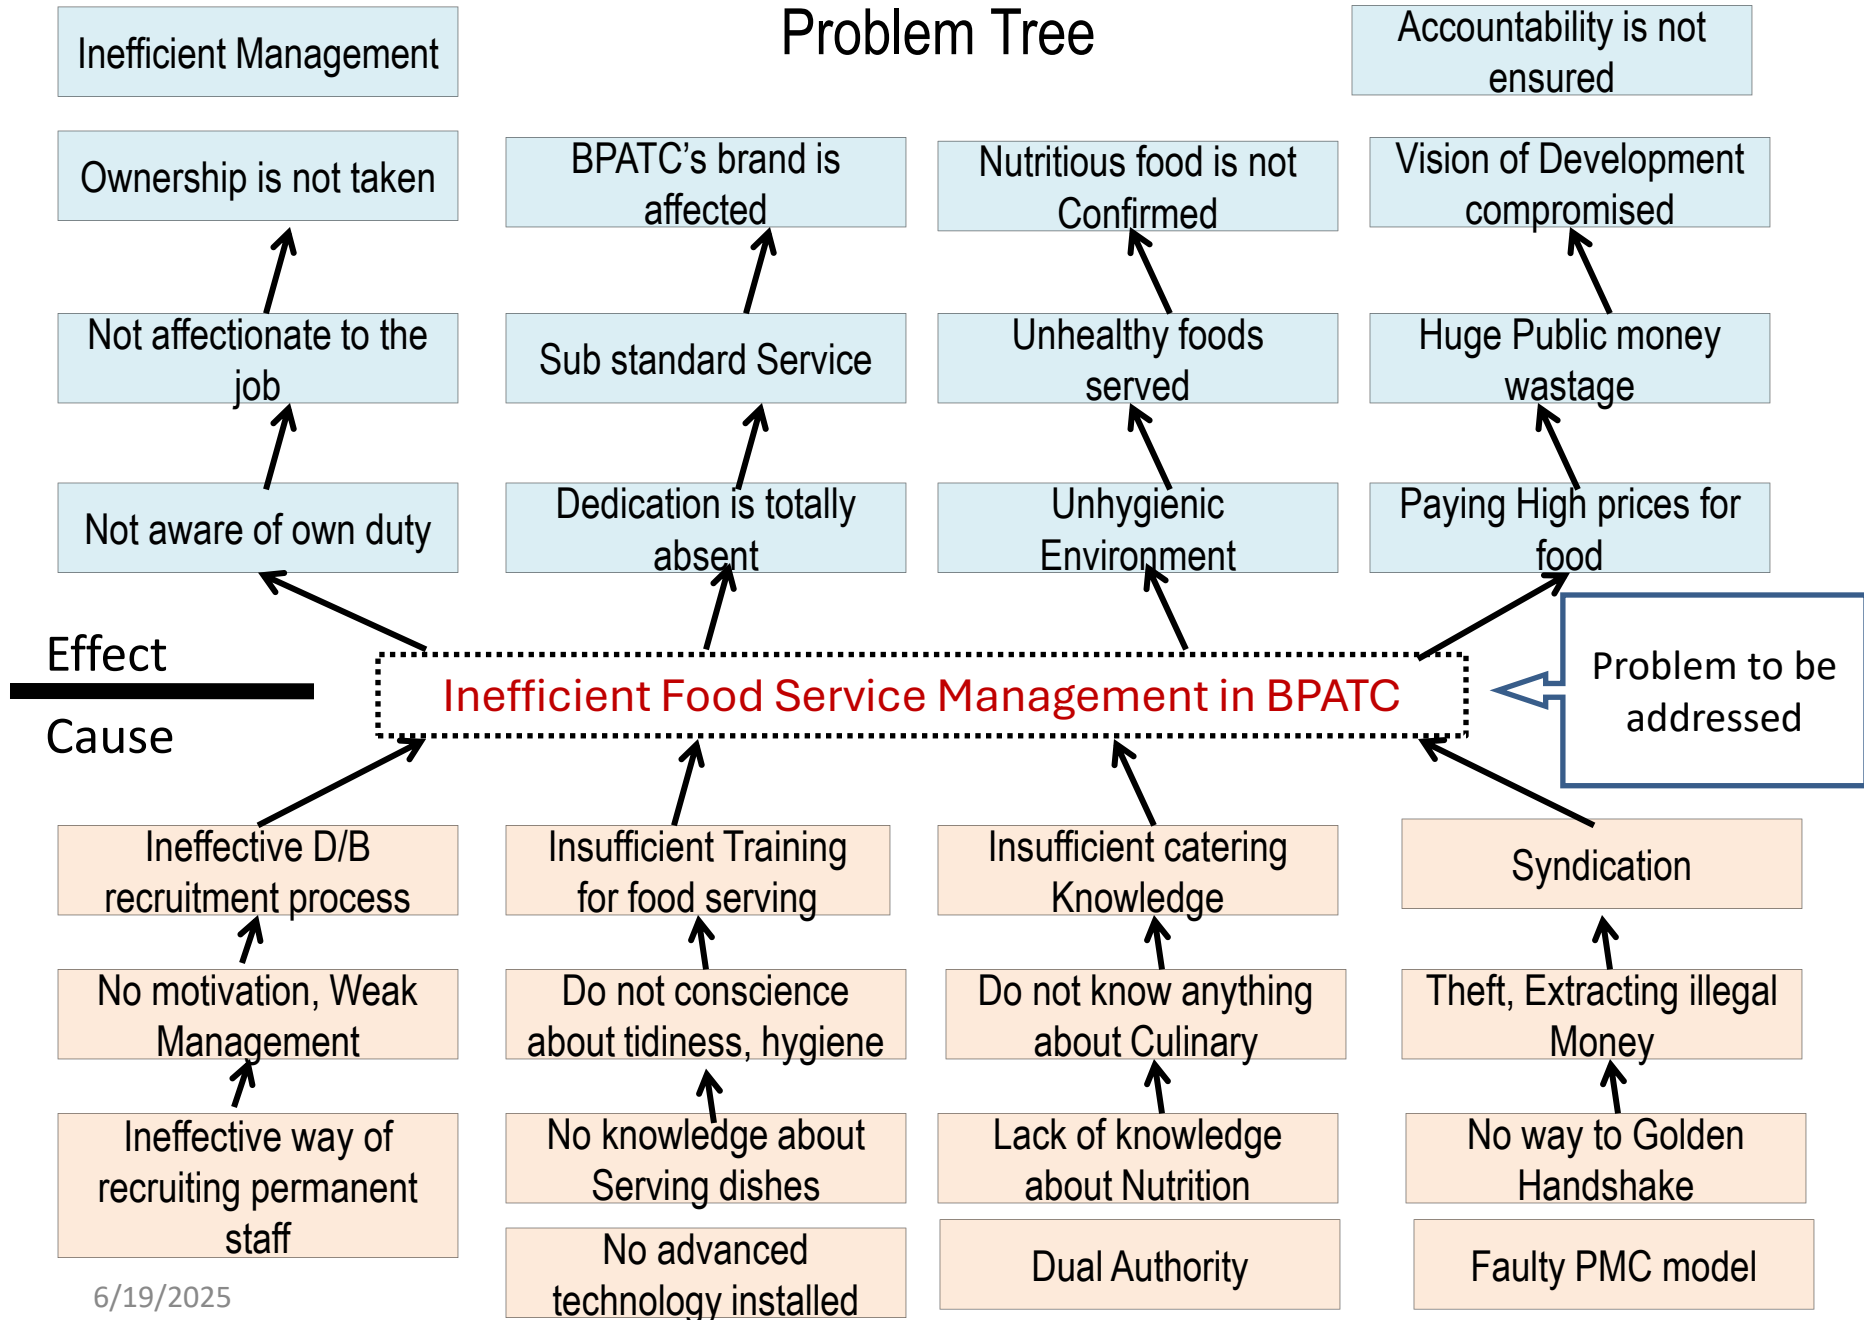 Problem Tree
Inefficient Management
Accountability is not
ensured
Ownership is not taken
BPATC’s brand is
affected
Nutritious food is not
Confirmed
Vision of Development
compromised
Not affectionate to the
job
Sub standard Service
Unhealthy foods
served
Huge Public money
wastage
Not aware of own duty
Dedication is totally
absent
Unhygienic
Environment
Paying High prices for
food
Effect
Cause
Inefficient Food Service Management in BPATC
Problem to be
addressed
Ineffective D/B
recruitment process
Insufficient Training
for food serving
Insufficient catering
Knowledge
Syndication
No motivation, Weak
Management
Do not conscience
about tidiness, hygiene
Do not know anything
about Culinary
Theft, Extracting illegal
Money
Ineffective way of
recruiting permanent
staff
No knowledge about
Serving dishes
Lack of knowledge
about Nutrition
No way to Golden
Handshake
No advanced
technology installed
Dual Authority
Faulty PMC model
6/19/2025